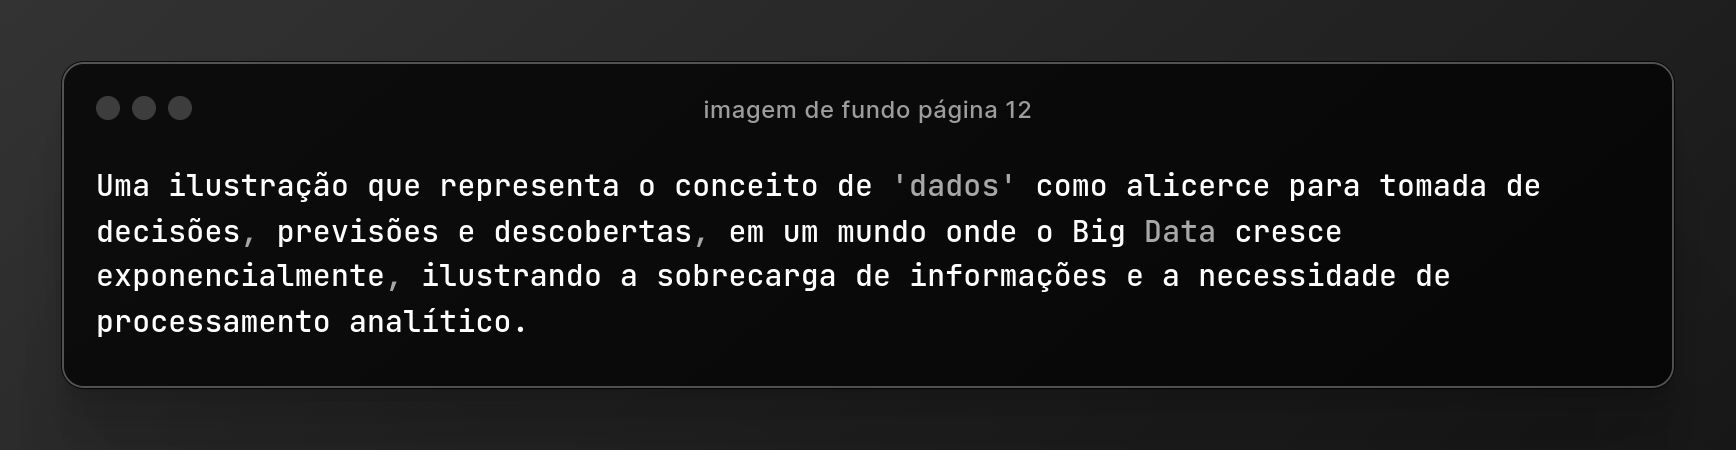 imagem de fundo página 12
Uma ilustração que representa o conceito de 'dados' como alicerce para tomada de
decisões, previsões e descobertas, em um mundo onde o Big Data cresce
exponencialmente, ilustrando a sobrecarga de informações e a necessidade de
processamento analítico.